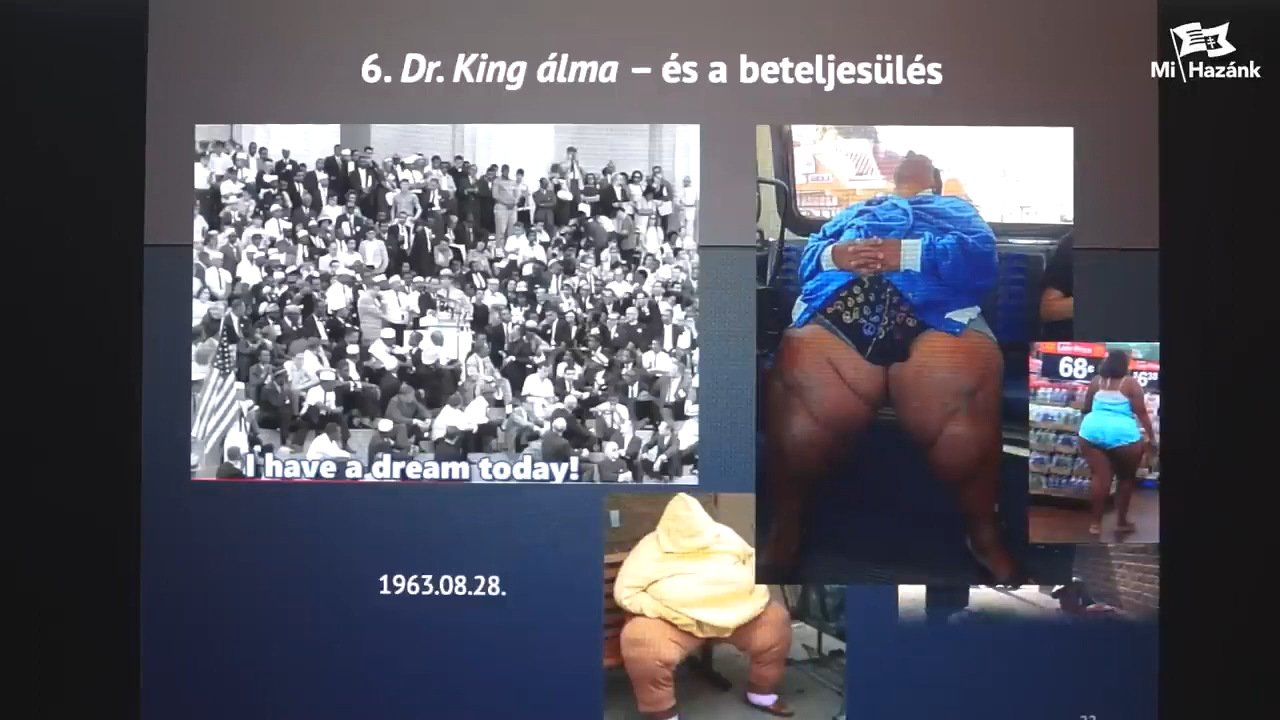 6. Dr. King álma – és a beteljesülés
Mi Hazánk
I have a dream today!
68¢
1963.08.28.